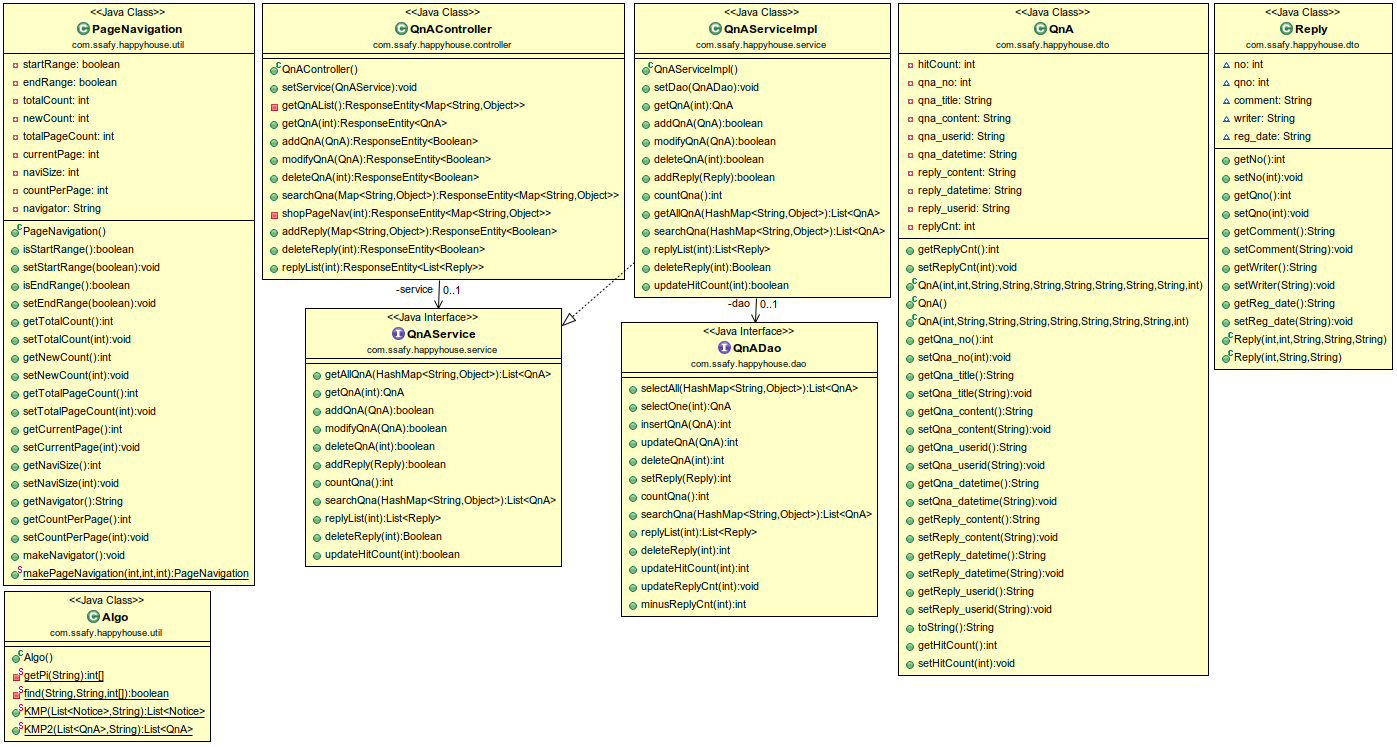 <<Java Class>>
PageNavigation
com.ssafy.happyhouse.util
startRange: boolean
endRange: boolean
totalCount: int
newCount: int
totalPageCount: int
currentPage: int
naviSize: int
countPerPage: int
navigator: String
PageNavigation()
isStartRange():boolean
setStartRange(boolean):void
isEndRange():boolean
setEndRange(boolean):void
getTotalCount():int
setTotalCount(int):void
getNewCount():int
setNewCount(int):void
getTotalPageCount():int
setTotalPageCount(int):void
getCurrentPage():int
setCurrentPage(int):void
getNaviSize():int
setNaviSize(int):void
getNavigator():String
getCountPerPage():int
setCountPerPage(int):void
makeNavigator():void
makePageNavigation(int,int,int):PageNavigation
<<Java Class>>
Algo
com.ssafy.happyhouse.util
Algo()
getPi(String):int[]
find(String,String,int[]):boolean
KMP(List<Notice>,String):List<Notice>
KMP2(List<QnA>,String):List<QnA>
<<Java Class>>
QnAController
com.ssafy.happyhouse.controller
QnAController()
setService(QnAService):void
getQnAList():ResponseEntity<Map<String,Object>>
getQnA(int):ResponseEntity<QnA>
addQnA(QnA):ResponseEntity<Boolean>
modifyQnA(QnA):ResponseEntity<Boolean>
deleteQnA(int):ResponseEntity<Boolean>
searchQna(Map<String,Object>):ResponseEntity<Map<String,Object>>
shopPageNav(int):ResponseEntity<Map<String,Object>>
addReply(Map<String,Object>):ResponseEntity<Boolean>
deleteReply(int):ResponseEntity<Boolean>
replyList(int):ResponseEntity<List<Reply>>
-service 0..1
<<Java Interface>>
QnAService
com.ssafy.happyhouse.service
getAllQnA(HashMap<String,Object>):List<QnA>
getQnA(int):QnA
addQnA(QnA):boolean
modifyQnA(QnA):boolean
deleteQnA(int):boolean
addReply(Reply):boolean
countQna():int
searchQna(HashMap<String,Object>):List<QnA>
replyList(int):List<Reply>
deleteReply(int):Boolean
updateHitCount(int):boolean
<<Java Class>>
QnAServiceImpl
com.ssafy.happyhouse.service
QnAServiceImpl()
setDao(QnADao):void
getQnA(int):QnA
addQnA(QnA):boolean
modifyQnA(QnA):boolean
deleteQnA(int):boolean
addReply(Reply):boolean
countQna():int
getAllQnA(HashMap<String,Object>):List<QnA>
searchQna(HashMap<String,Object>):List<QnA>
replyList(int):List<Reply>
deleteReply(int):Boolean
updateHitCount(int):boolean
-dao 0..1
<<Java Interface>>
QnADao
com.ssafy.happyhouse.dao
selectAll(HashMap<String,Object>):List<QnA>
selectOne(int):QnA
insertQnA(QnA):int
updateQnA(QnA):int
deleteQnA(int):int
setReply(Reply):int
countQna():int
searchQna(HashMap<String,Object>):List<QnA>
replyList(int):List<Reply>
deleteReply(int):int
updateHitCount(int):int
updateReplyCnt(int):void
minusReplyCnt(int):int
<<Java Class>>
QnA
com.ssafy.happyhouse.dto
hitCount: int
qna_no: int
qna_title: String
qna_content: String
qna_userid: String
qna_datetime: String
reply_content: String
reply_datetime: String
reply_userid: String
replyCnt: int
getReplyCnt():int
setReplyCnt(int):void
QnA(int,int,String,String,String,String,String,String,String,int)
QnA()
QnA(int,String,String,String,String,String,String,String,int)
getQna_no():int
setQna_no(int):void
getQna_title():String
setQna_title(String):void
getQna_content():String
setQna_content(String):void
getQna_userid():String
setQna_userid(String):void
getQna_datetime():String
setQna_datetime(String):void
getReply_content():String
setReply_content(String):void
getReply_datetime():String
setReply_datetime(String):void
getReply_userid():String
setReply_userid(String):void
toString():String
getHitCount():int
setHitCount(int):void
<<Java Class>>
Reply
com.ssafy.happyhouse.dto
no: int
qno: int
comment: String
writer: String
reg_date: String
getNo():int
setNo(int):void
getQno():int
setQno(int):void
getComment():String
setComment(String):void
getWriter():String
setWriter(String):void
getReg_date():String
setReg_date(String):void
Reply(int,int,String,String,String)
Reply(int,String,String)